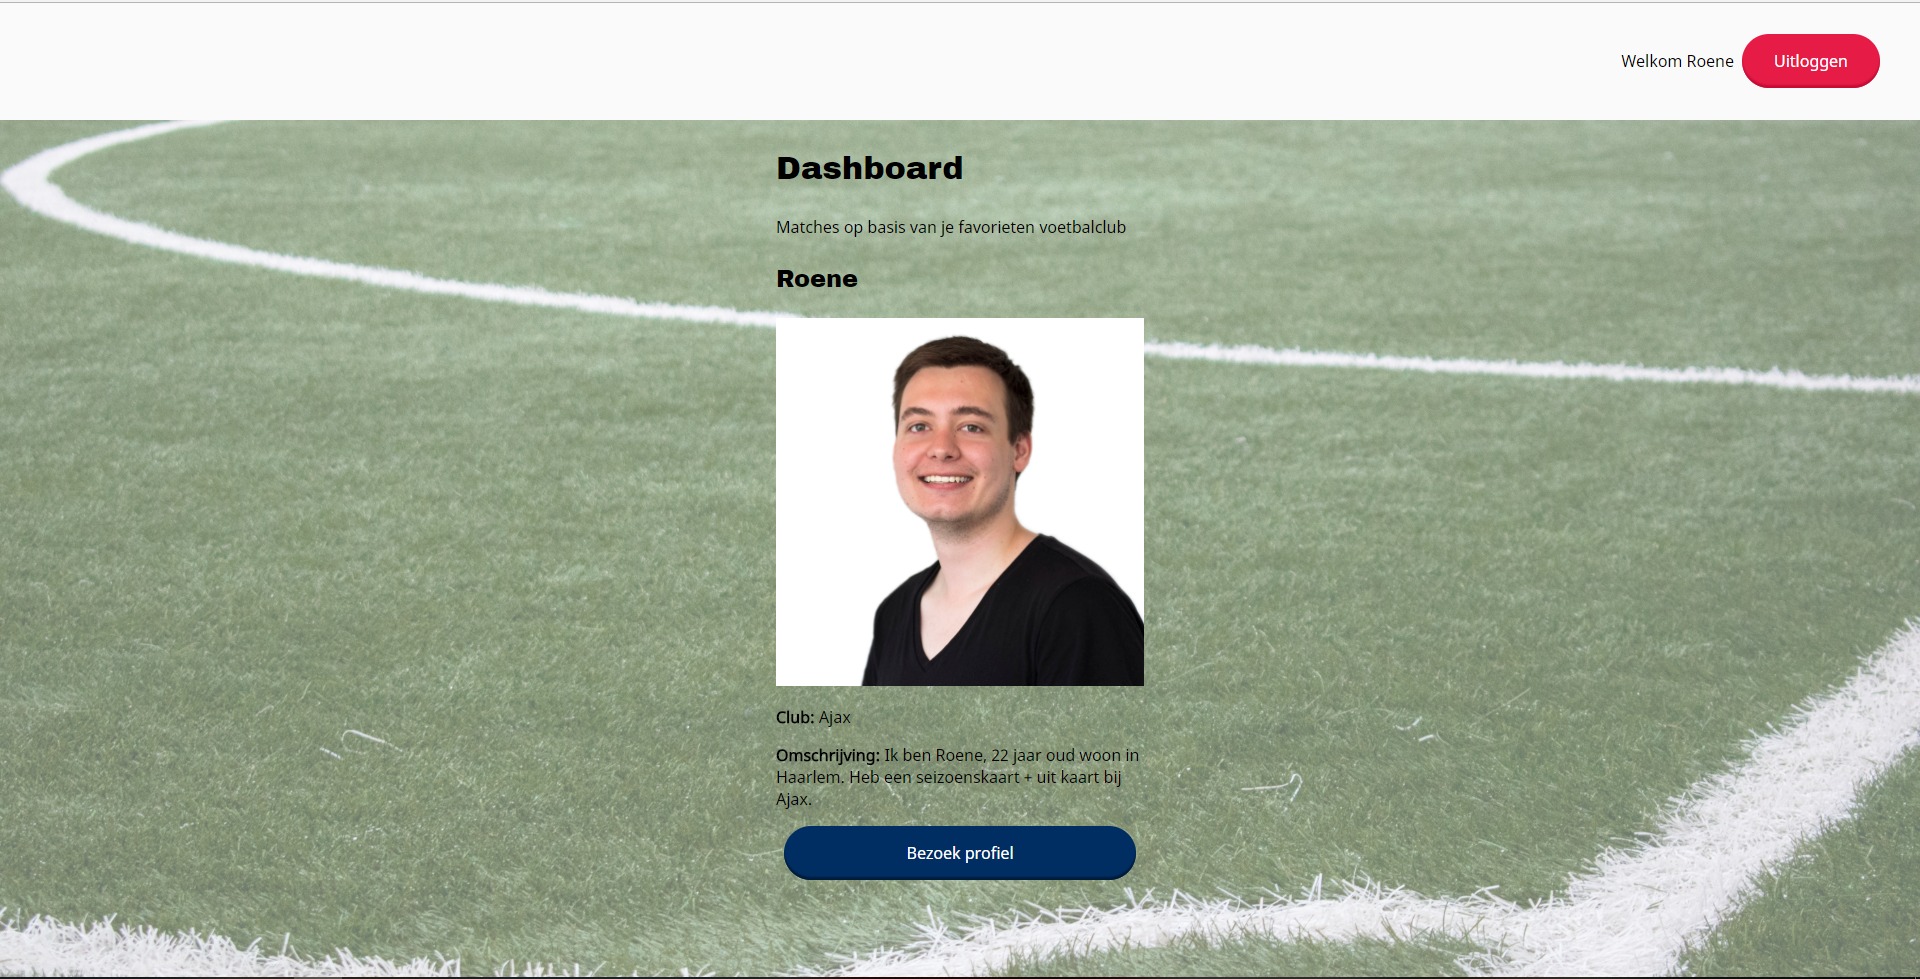 Welkom Roene
Uitloggen
Dashboard
Matches op basis van je favorieten voetbalclub
Roene
Club: Ajax
Omschrijving: Ik ben Roene, 22 jaar oud woon in
Haarlem. Heb een seizoenskaart + uit kaart bij
Ajax.
Bezoek profiel